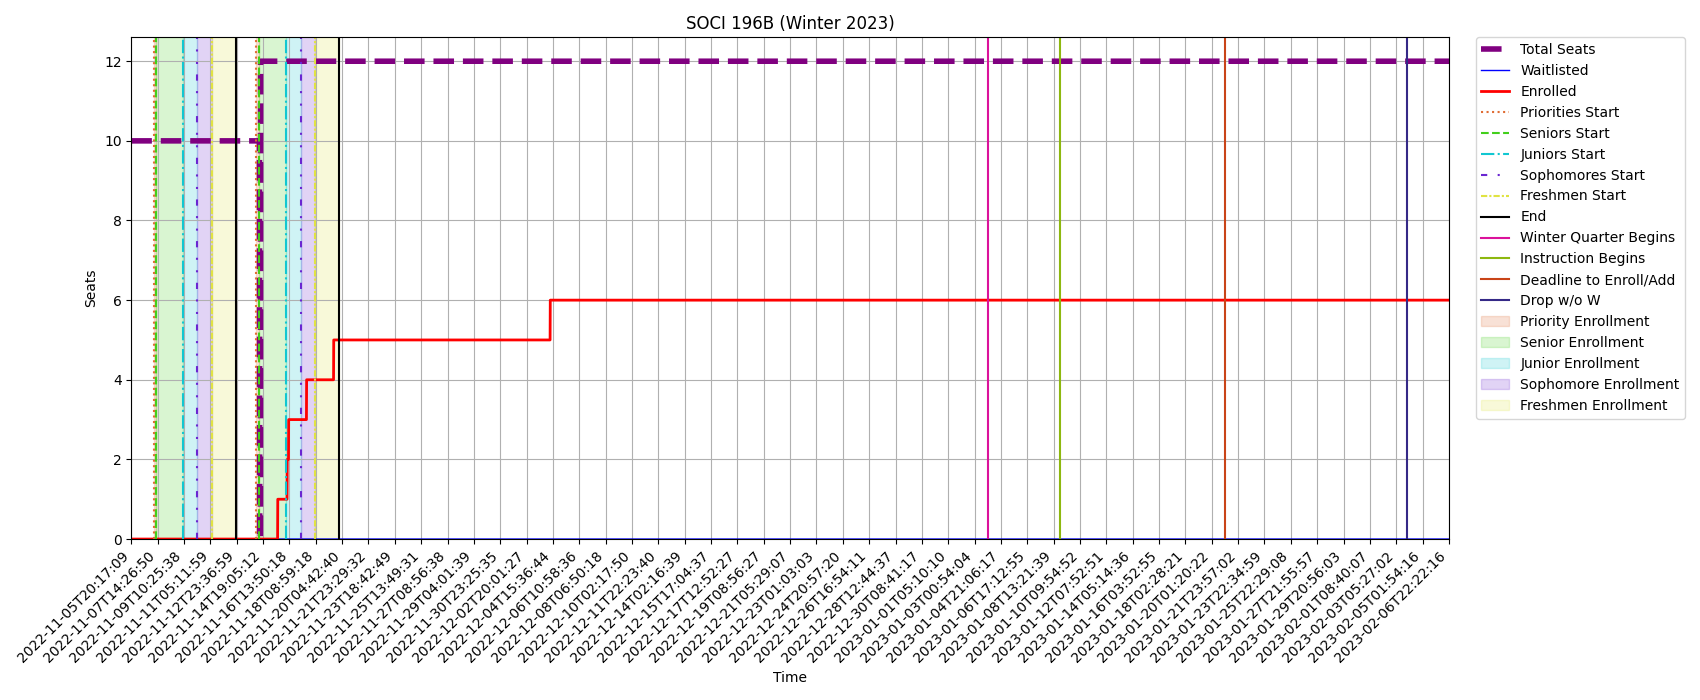 SOCI 196B (Winter 2023)
12
10
8
6
4
2
0
Seats
2022-11-05T20:17:09
2022-11-07T14:26:50
2022-11-09T10:25:38
2022-11-11T05:11:59
2022-11-12T23:36:59
2022-11-14T19:05:12
2022-11-16T13:50:18
2022-11-18T08:59:18
2022-11-20T04:42:40
2022-11-21T23:29:32
2022-11-23T18:42:49
2022-11-25T13:49:31
2022-11-27T08:56:38
2022-11-29T04:01:39
2022-11-30T23:25:35
2022-12-02T20:01:27
2022-12-04T15:36:44
2022-12-06T10:58:36
2022-12-08T06:50:18
2022-12-10T02:17:50
2022-12-11T22:23:40
2022-12-14T02:16:39
2022-12-15T17:04:37
2022-12-17T12:52:27
2022-12-19T08:56:27
2022-12-21T05:29:07
2022-12-23T01:03:03
2022-12-24T20:57:20
2022-12-26T16:54:11
2022-12-28T12:44:37
2022-12-30T08:41:17
2023-01-01T05:10:10
2023-01-03T00:54:04
2023-01-04T21:06:17
2023-01-06T17:12:55
2023-01-08T13:21:39
2023-01-10T09:54:52
2023-01-12T07:52:51
2023-01-14T05:14:36
2023-01-16T03:52:55
2023-01-18T02:28:21
2023-01-20T01:20:22
2023-01-21T23:57:02
2023-01-23T22:34:59
2023-01-25T22:29:08
2023-01-27T21:55:57
2023-01-29T20:56:03
2023-02-01T08:40:07
2023-02-03T05:27:02
2023-02-05T01:54:16
2023-02-06T22:22:16
Time
Total Seats
Waitlisted
Enrolled
Priorities Start
Seniors Start
Juniors Start
Sophomores Start
Freshmen Start
End
Winter Quarter Begins
Instruction Begins
Deadline to Enroll/Add
Drop w/o W
Priority Enrollment
Senior Enrollment
Junior Enrollment
Sophomore Enrollment
Freshmen Enrollment